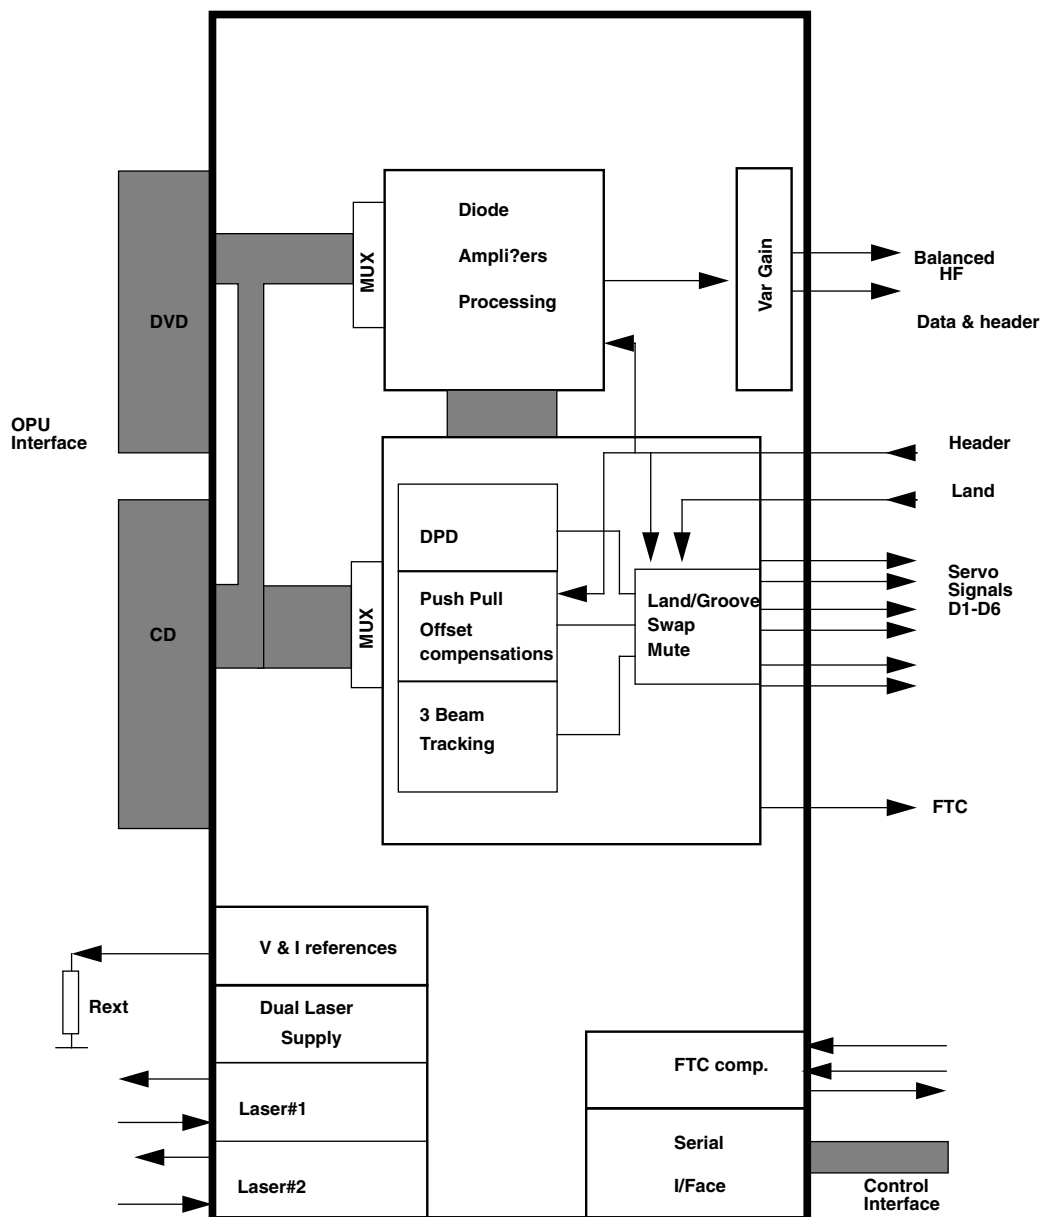 Diode
Ampli?ers
Processing
MUX
Var Gain
Balanced
HF
Data & header
DVD
OPU
Interface
Header
Land
DPD
Push Pull
Offset
compensations
3 Beam
Tracking
MUX
Land/Groove
Swap
Mute
Servo
Signals
D1-D6
CD
FTC
V & I references
Rext
Dual Laser
Supply
Laser#1
Laser#2
FTC comp.
Serial
I/Face
Control
Interface